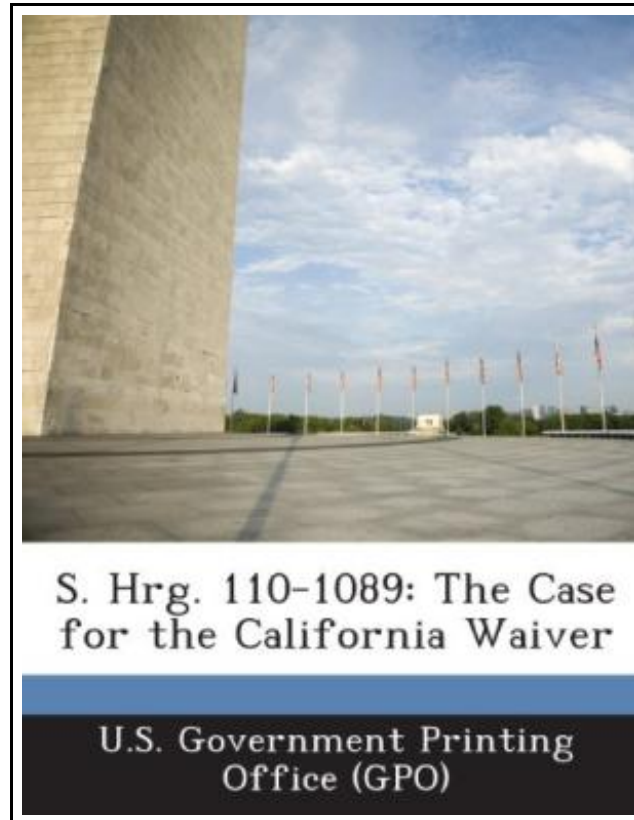 S. Hrg. 110-1089: The Case
for the California Waiver
U.S. Government Printing
Office (GPO)